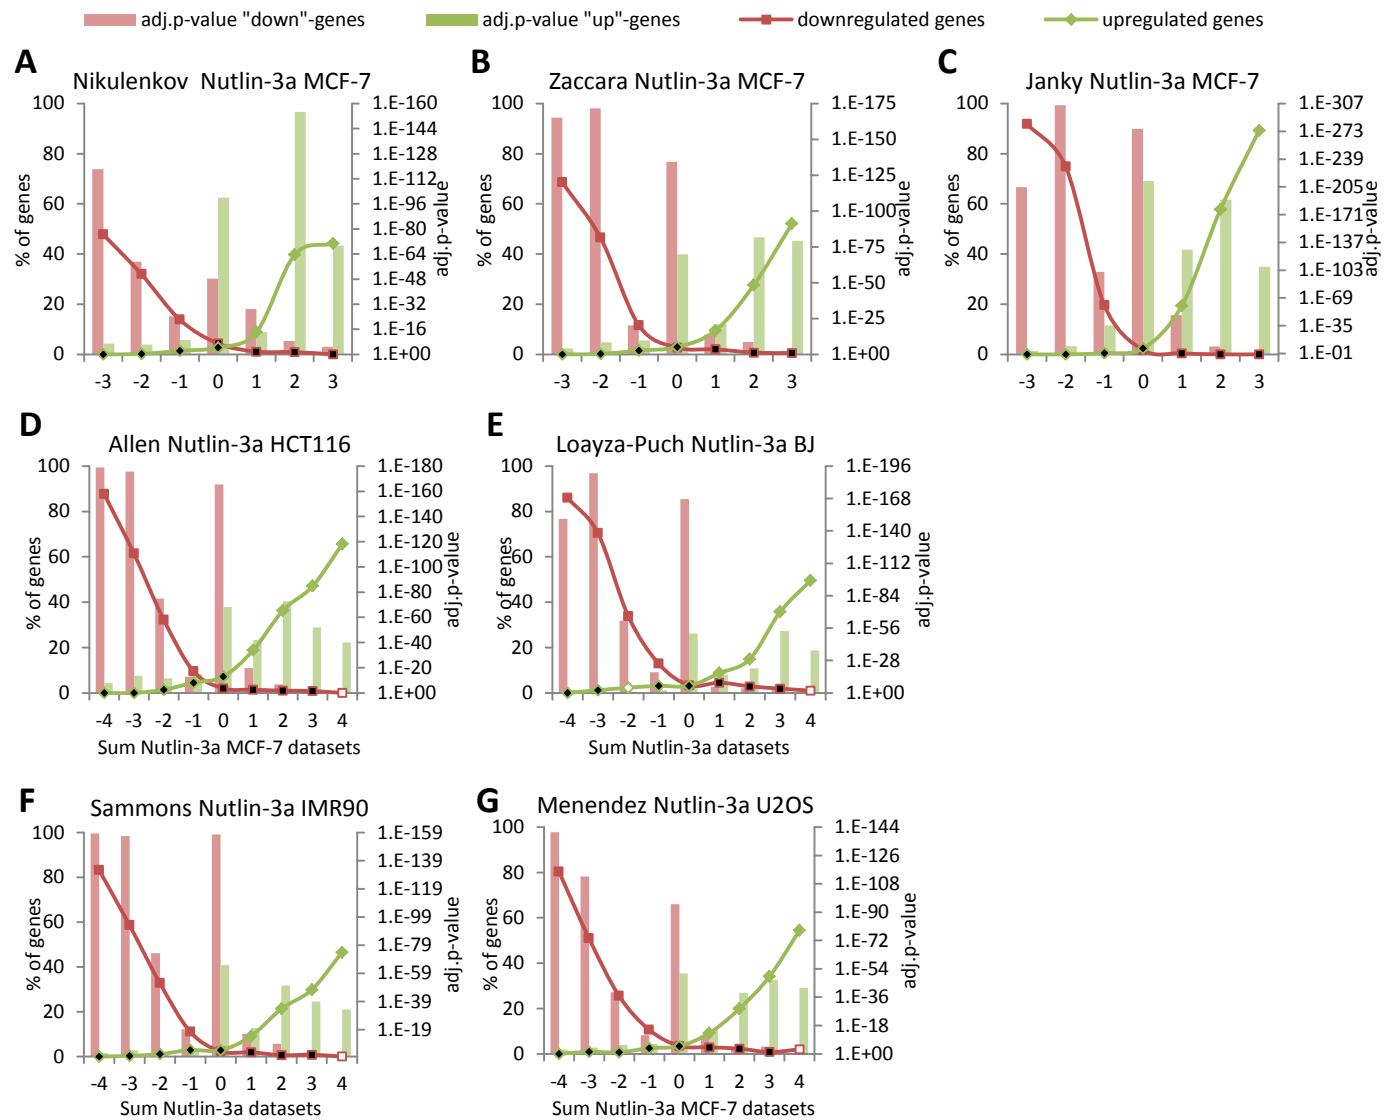 adj.p-value "down"-genes adj.p-value "up"-genes downregulated genes upregulated genes
A
Nikulenkov Nutlin-3a MCF-7
% of genes
100
80
60
40
20
0
1.E-160
1.E-144
1.E-128
1.E-112
1.E-96
1.E-80
1.E-64
1.E-48
1.E-32
1.E-16
1.E+00
adj.p-value
-3 -2 -1 0 1 2 3
B
Zaccara Nutlin-3a MCF-7
% of genes
100
80
60
40
20
0
1.E-175
1.E-150
1.E-125
1.E-100
1.E-75
1.E-50
1.E-25
1.E+00
adj.p-value
-3 -2 -1 0 1 2 3
C
Janky Nutlin-3a MCF-7
% of genes
100
80
60
40
20
0
1.E-307
1.E-273
1.E-239
1.E-205
1.E-171
1.E-137
1.E-103
1.E-69
1.E-35
1.E-01
adj.p-value
-3 -2 -1 0 1 2 3
D
Allen Nutlin-3a HCT116
% of genes
100
80
60
40
20
0
1.E-180
1.E-160
1.E-140
1.E-120
1.E-100
1.E-80
1.E-60
1.E-40
1.E-20
1.E+00
adj.p-value
-4 -3 -2 -1 0 1 2 3 4
Sum Nutlin-3a MCF-7 datasets
E
Loayza-Puch Nutlin-3a BJ
% of genes
100
80
60
40
20
0
1.E-196
1.E-168
1.E-140
1.E-112
1.E-84
1.E-56
1.E-28
1.E+00
adj.p-value
-4 -3 -2 -1 0 1 2 3 4
Sum Nutlin-3a datasets
F
Sammons Nutlin-3a IMR90
% of genes
100
80
60
40
20
0
1.E-159
1.E-139
1.E-119
1.E-99
1.E-79
1.E-59
1.E-39
1.E-19
adj.p-value
-4 -3 -2 -1 0 1 2 3 4
Sum Nutlin-3a datasets
G
Menendez Nutlin-3a U2OS
% of genes
100
80
60
40
20
0
1.E-144
1.E-126
1.E-108
1.E-90
1.E-72
1.E-54
1.E-36
1.E-18
1.E+00
adj.p-value
-4 -3 -2 -1 0 1 2 3 4
Sum Nutlin-3a MCF-7 datasets